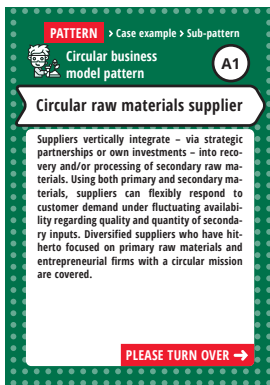 PATTERN > Case example > Sub-pattern
Circular business
model pattern
A1
Circular raw materials supplier
Suppliers vertically integrate – via strategic
partnerships or own investments – into reco-
very and/or processing of secondary raw ma-
terials. Using both primary and secondary ma-
terials, suppliers can flexibly respond to
customer demand under fluctuating availabi-
lity regarding quality and quantity of seconda-
ry inputs. Diversified suppliers who have hit-
herto focused on primary raw materials and
entrepreneurial firms with a circular mission
are covered.
PLEASE TURN OVER →